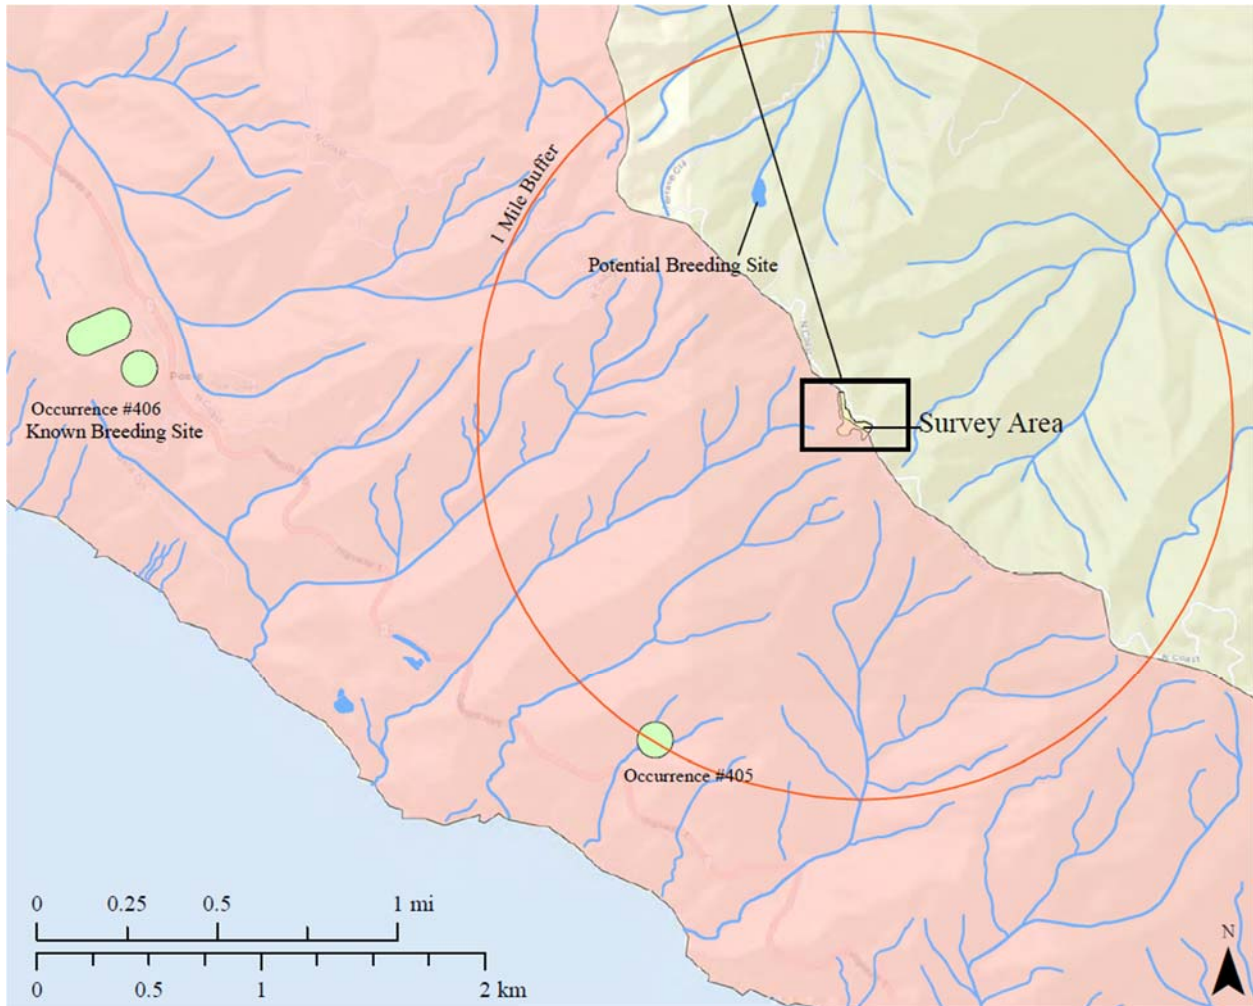 1 Mile Buffer
Potential Breeding Site
Survey Area
Occurrence #406
Known Breeding Site
N Coast
Occurrence #405
0 0.25 0.5 1 mi
0 0.5 1 2 km
N